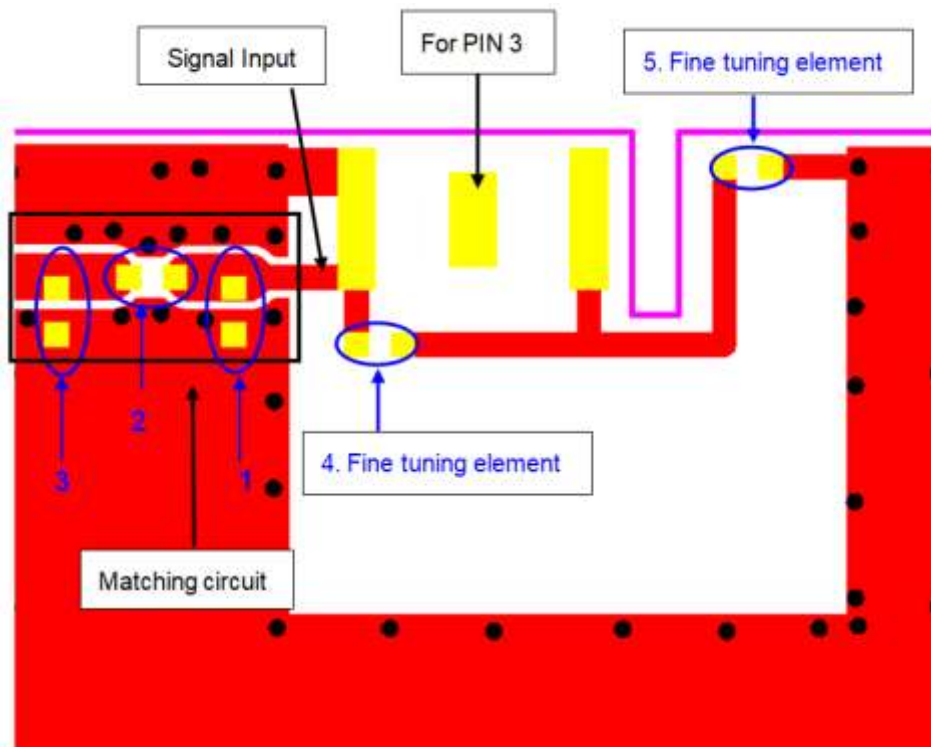 For PIN 3
Signal Input
5. Fine tuning element
2
3
1
4. Fine tuning element
Matching circuit